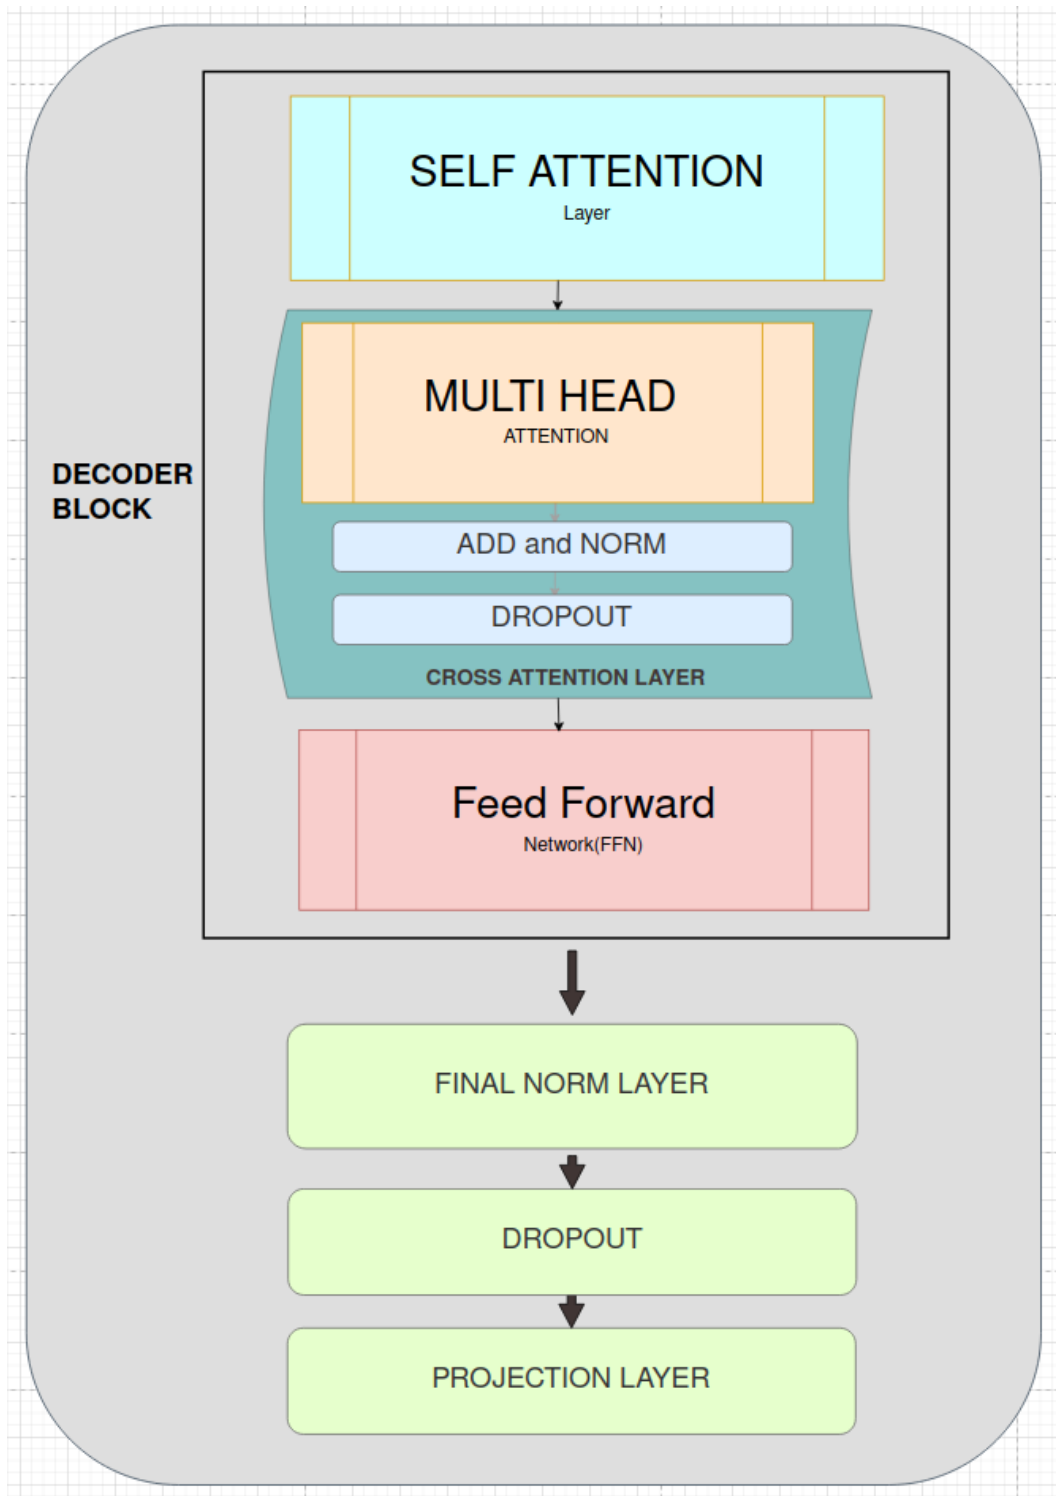 SELF ATTENTION
Layer
MULTI HEAD
ATTENTION
DECODER
BLOCK
ADD and NORM
DROPOUT
CROSS ATTENTION LAYER
Feed Forward
Network(FFN)
FINAL NORM LAYER
DROPOUT
PROJECTION LAYER